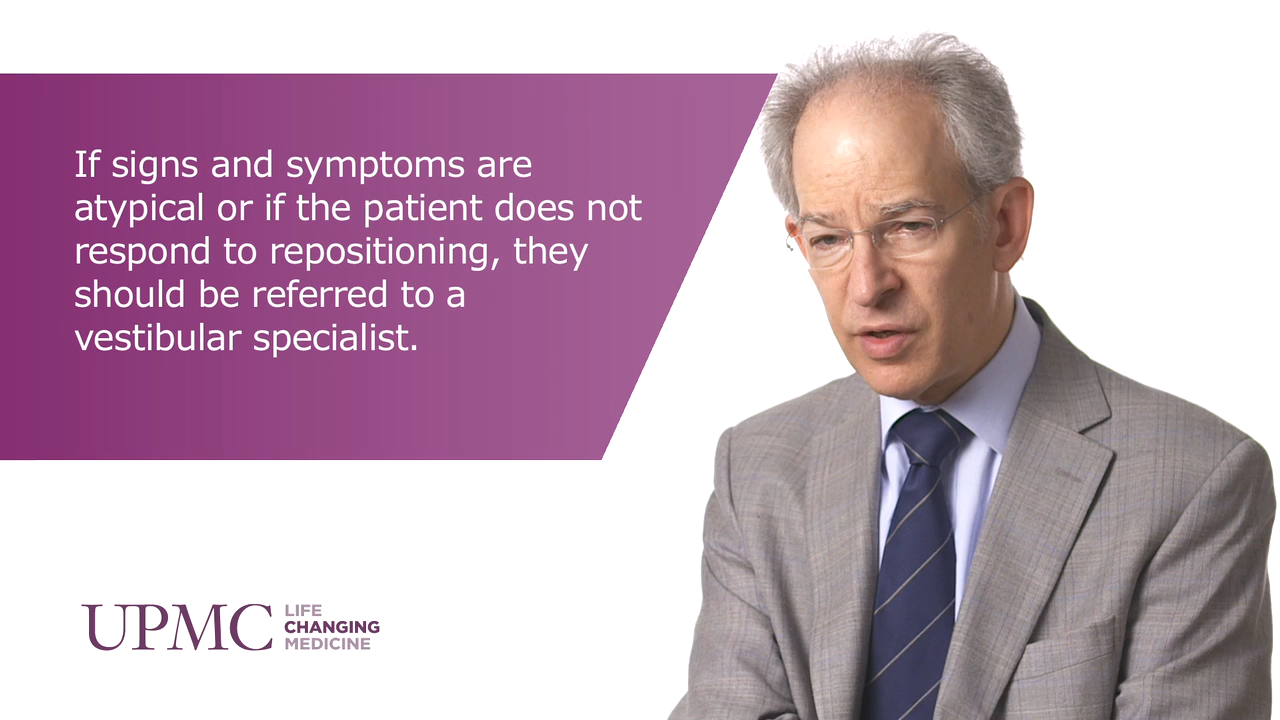 If signs and symptoms are
atypical or if the patient does not
respond to repositioning, they
should be referred to a
vestibular specialist.
UPMC
LIFE
CHANGING
MEDICINE